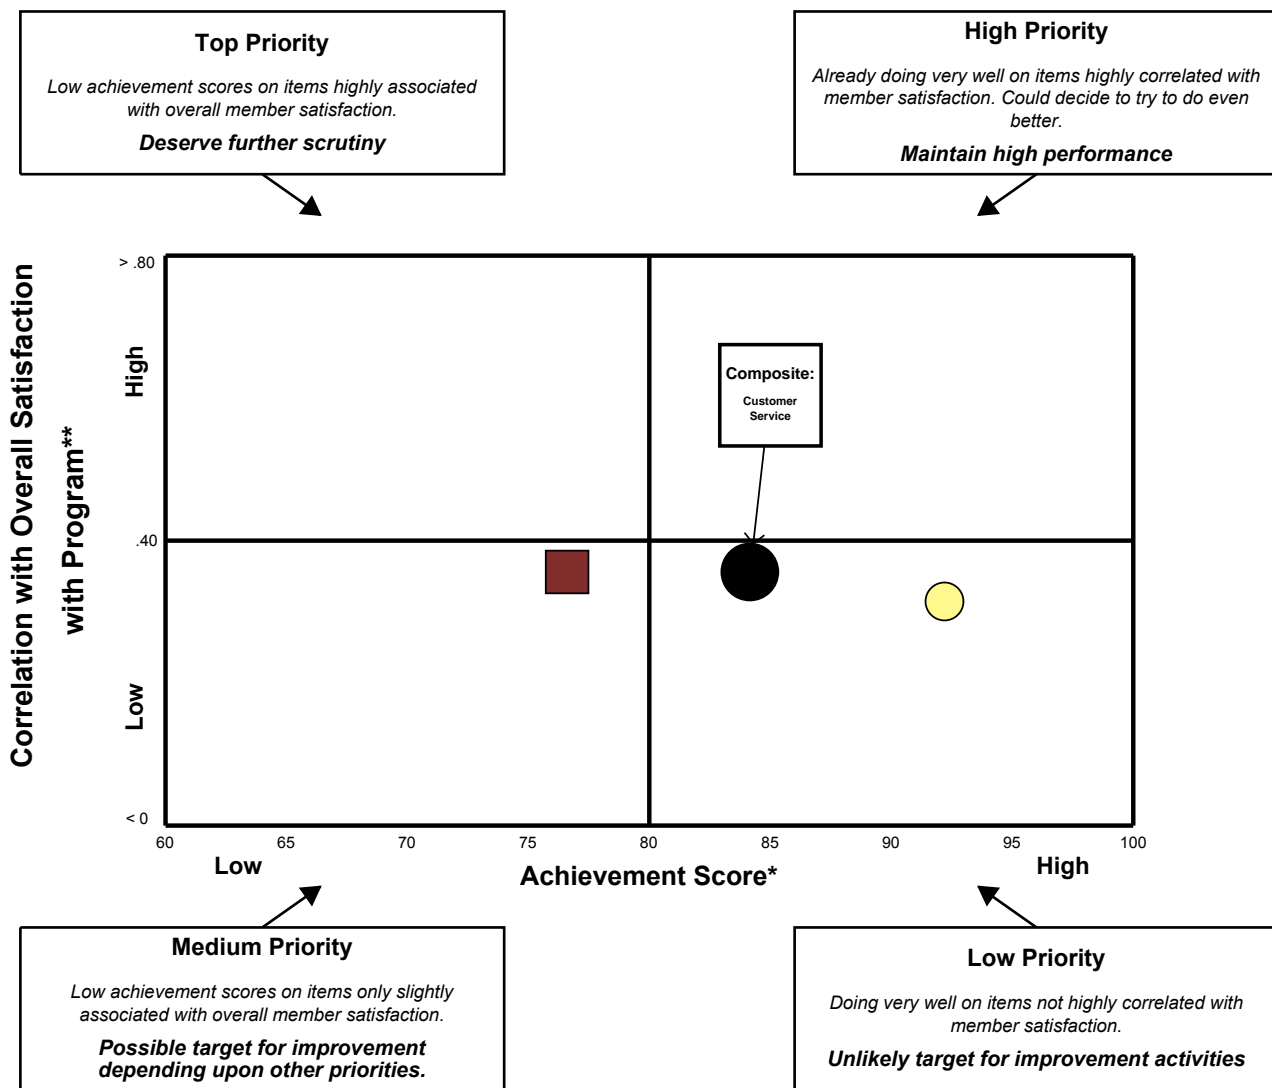 Top Priority
Low achievement scores on items highly associated
with overall member satisfaction.
Deserve further scrutiny
High Priority
Already doing very well on items highly correlated with
member satisfaction. Could decide to try to do even
better.
Maintain high performance
Correlation with Overall Satisfaction
with Program**
> .80
High
.40
Low
< 0
Composite:
Customer
Service
60 65 70 75 80 85 90 95 100
Low
Achievement Score*
High
Medium Priority
Low achievement scores on items only slightly
associated with overall member satisfaction.
Possible target for improvement
depending upon other priorities.
Low Priority
Doing very well on items not highly correlated with
member satisfaction.
Unlikely target for improvement activities